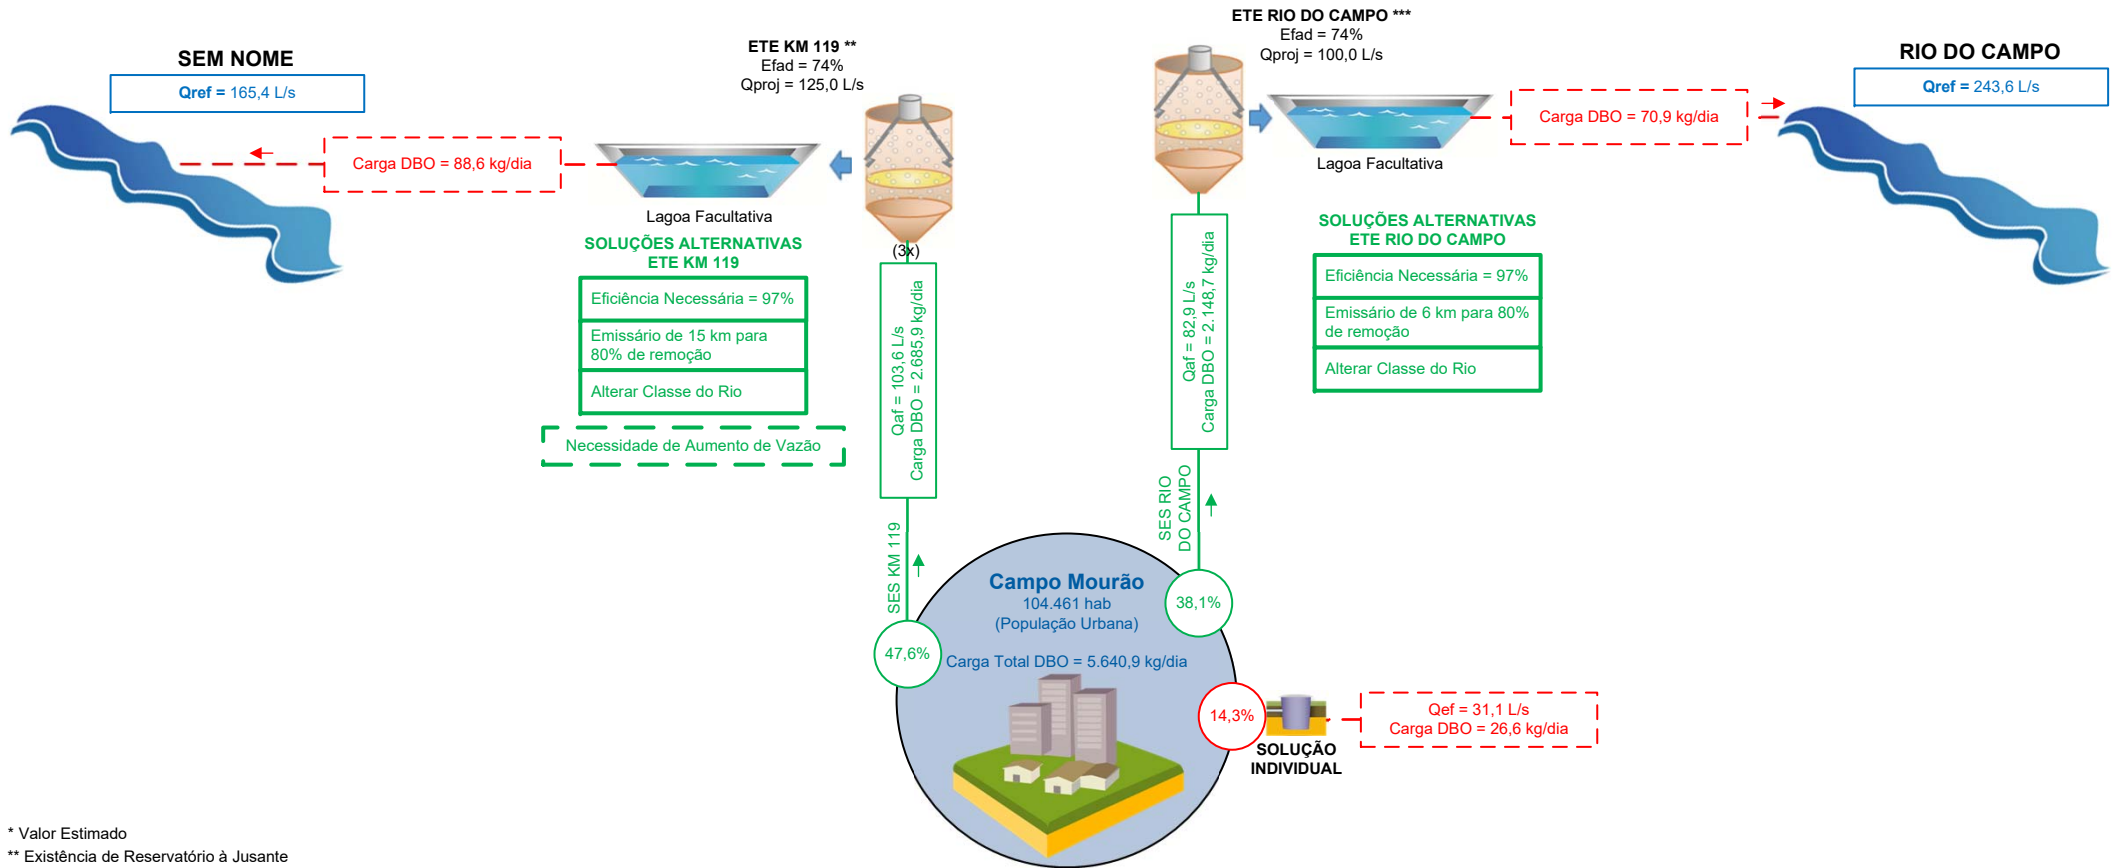 SEM NOME
Qref = 165,4 L/s
Carga DBO = 88,6 kg/dia
ETE KM 119 **
Efad = 74%
Qproj = 125,0 L/s
Lagoa Facultativa
(3x)
SOLUÇÕES ALTERNATIVAS
ETE KM 119
Eficiência Necessária = 97%
Emissário de 15 km para
80% de remoção
Alterar Classe do Rio
Necessidade de Aumento de Vazão
Qaf = 103,6 L/s
Carga DBO = 2.685,9 kg/dia
SES KM 119
47,6%
ETE RIO DO CAMPO ***
Efad = 74%
Qproj = 100,0 L/s
Lagoa Facultativa
Carga DBO = 70,9 kg/dia
RIO DO CAMPO
Qref = 243,6 L/s
SOLUÇÕES ALTERNATIVAS
ETE RIO DO CAMPO
Eficiência Necessária = 97%
Emissário de 6 km para 80%
de remoção
Alterar Classe do Rio
Qaf = 82,9 L/s
Carga DBO = 2.148,7 kg/dia
SES RIO
DO CAMPO
38,1%
Campo Mourão
104.461 hab
(População Urbana)
Carga Total DBO = 5.640,9 kg/dia
14,3%
SOLUÇÃO
INDIVIDUAL
Qef = 31,1 L/s
Carga DBO = 26,6 kg/dia
* Valor Estimado
** Existência de Reservatório à Jusante